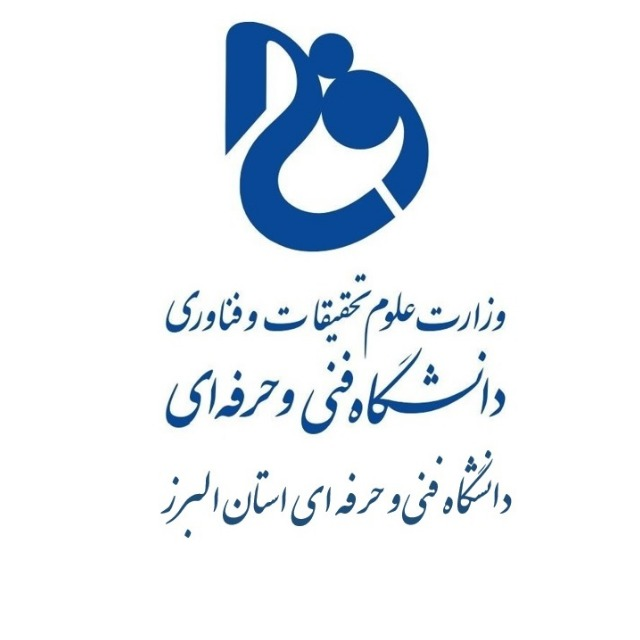 وزارت علوم تحقیقات و فناوری
دانشگاه فنی و حرفه ای
دانشگاه فنی و حرفه ای استان البرز